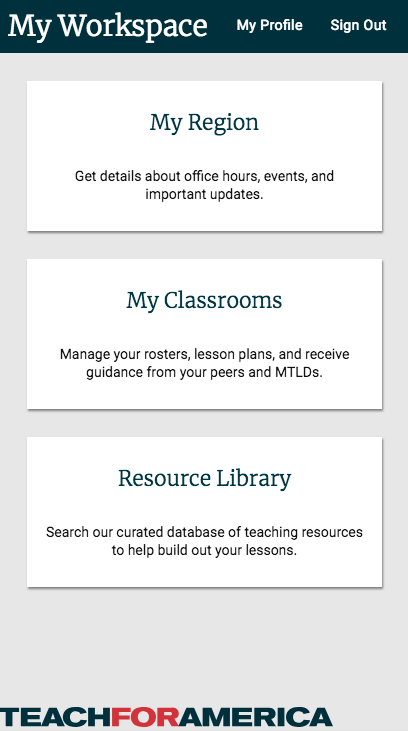 My Workspace My Profile Sign Out
My Region
Get details about office hours, events, and
important updates.
My Classrooms
Manage your rosters, lesson plans, and receive
guidance from your peers and MTLDs.
Resource Library
Search our curated database of teaching resources
to help build out your lessons.
TEACHFORAMERICA